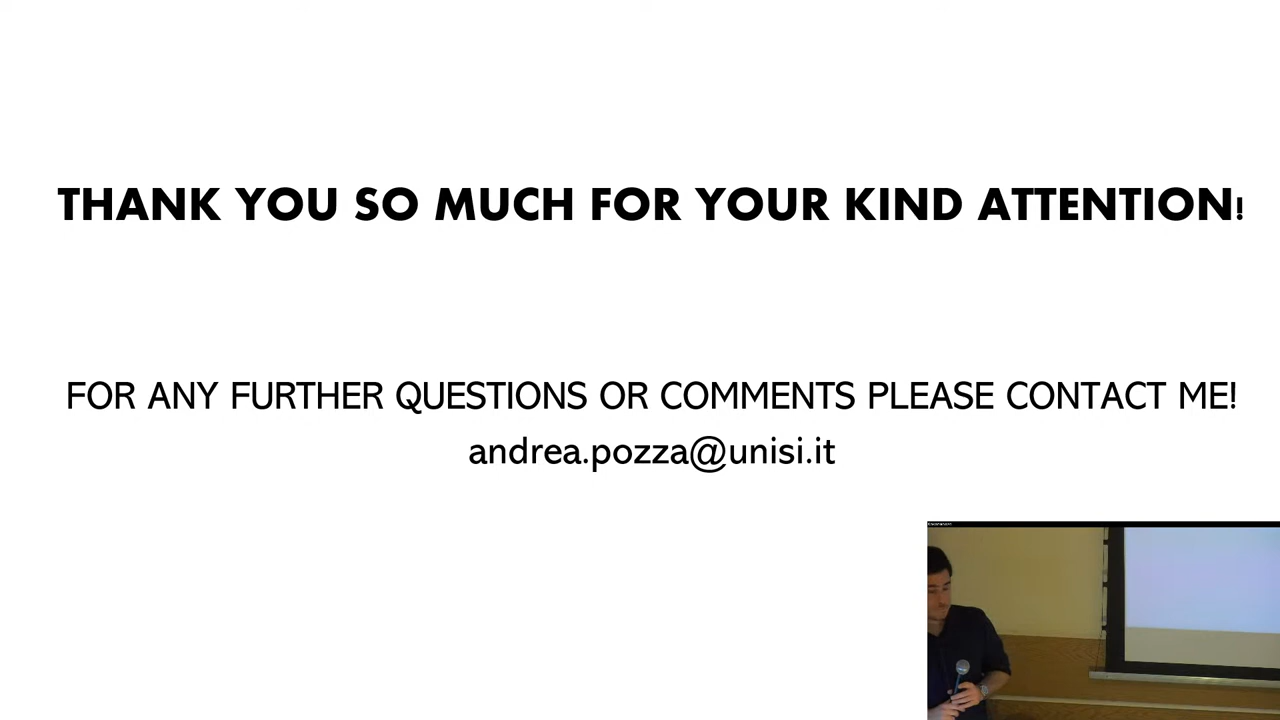 THANK YOU SO MUCH FOR YOUR KIND ATTENTION!
FOR ANY FURTHER QUESTIONS OR COMMENTS PLEASE CONTACT ME!
andrea.pozza@unisi.it